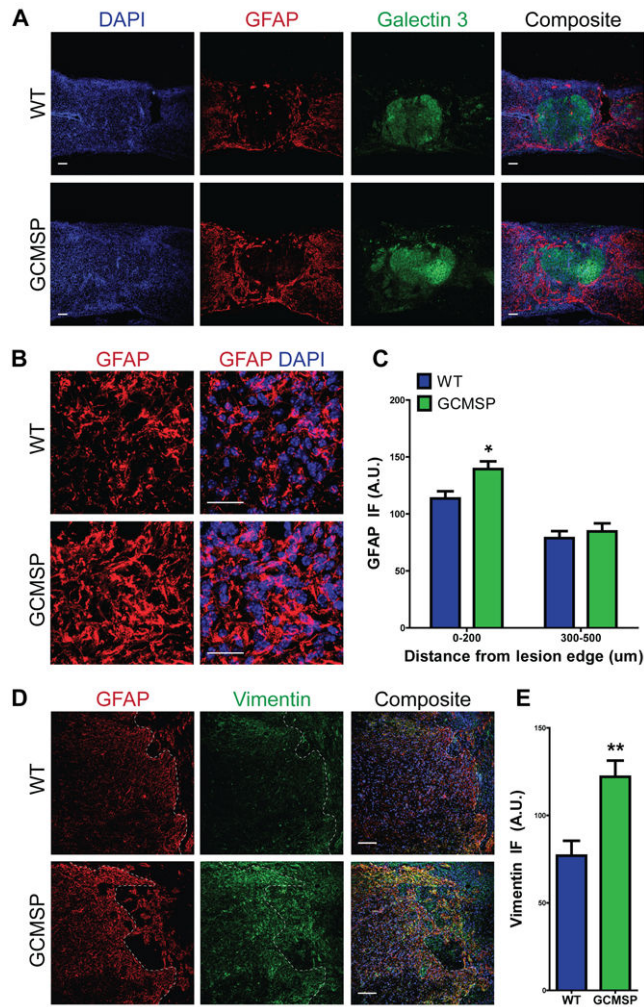 A
DAPI GFAP Galectin 3 Composite
WT
GCMSP
B
GFAP GFAP DAPI
WT
GCMSP
C
WT
GCMSP
200
150
100
50
0
GFAP IF (A.U.)
*
0-200 300-500
Distance from lesion edge (um)
D
GFAP Vimentin Composite
WT
GCMSP
E
150
100
50
0
Vimentin IF (A.U.)
**
WT GCMSP